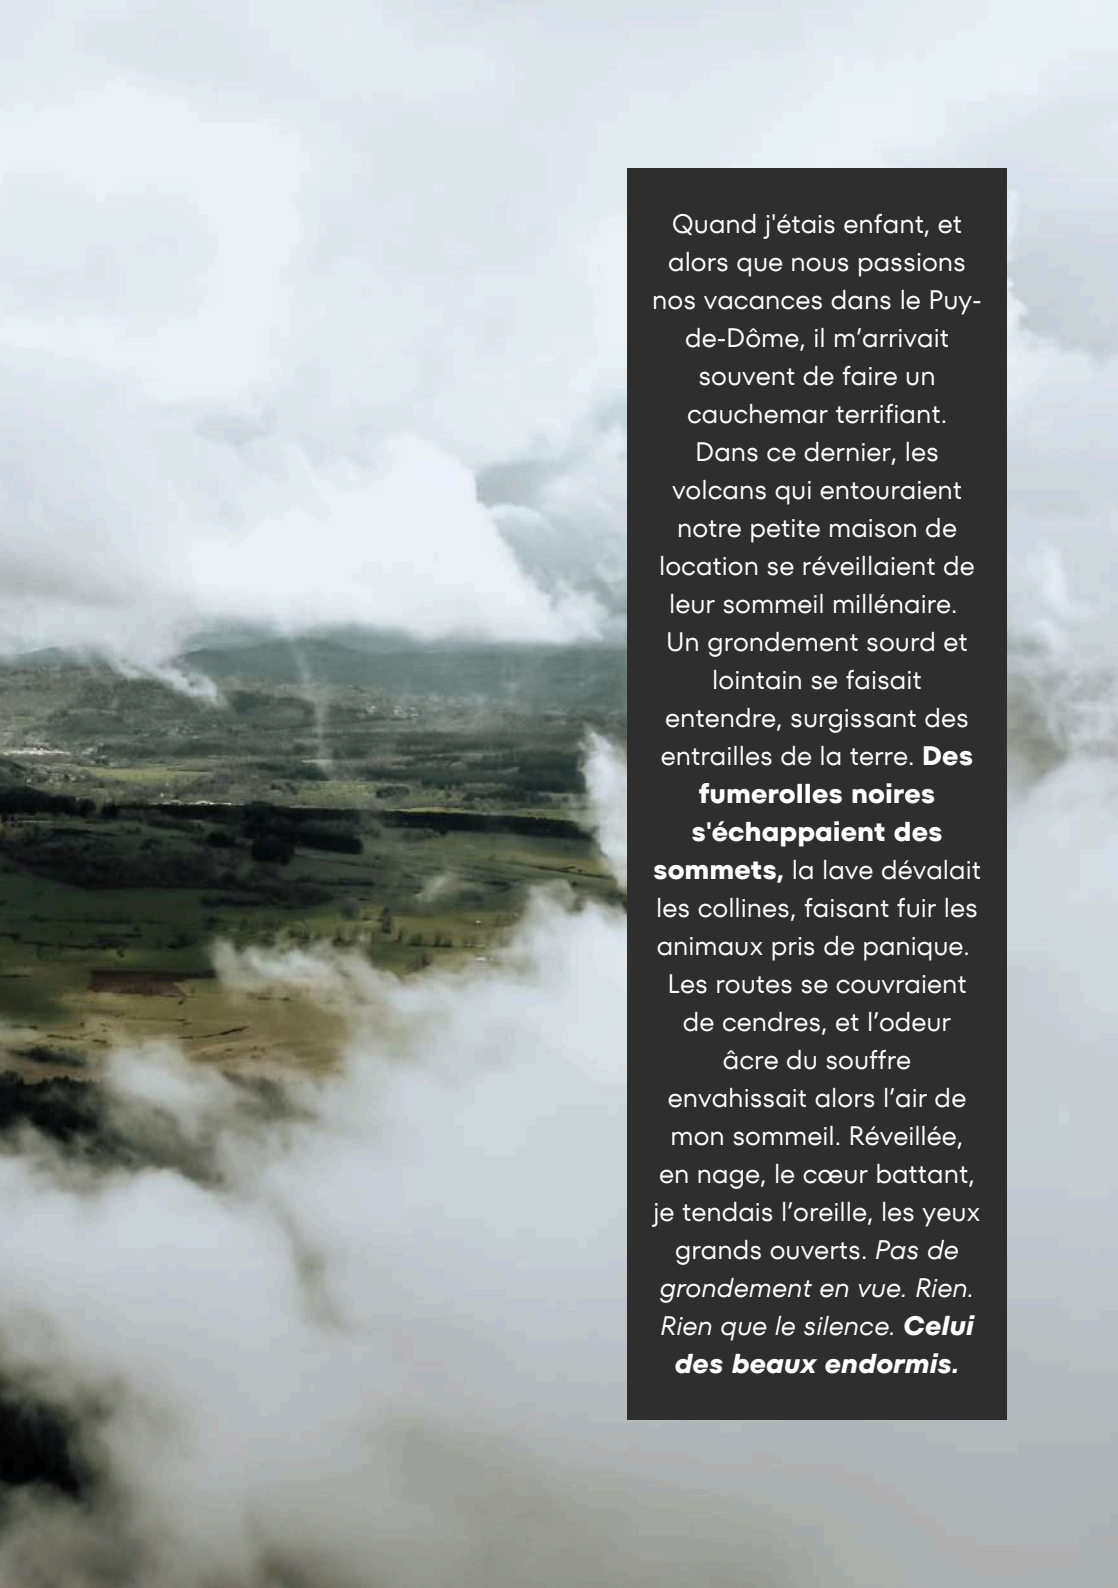 Quand j'étais enfant, et
alors que nous passions
nos vacances dans le Puy-
de-Dôme, il m’arrivait
souvent de faire un
cauchemar terrifiant.
Dans ce dernier, les
volcans qui entouraient
notre petite maison de
location se réveillaient de
leur sommeil millénaire.
Un grondement sourd et
lointain se faisait
entendre, surgissant des
entrailles de la terre. Des
fumerolles noires
s'échappaient des
sommets, la lave dévalait
les collines, faisant fuir les
animaux pris de panique.
Les routes se couvraient
de cendres, et l’odeur
âcre du souffre
envahissait alors l’air de
mon sommeil. Réveillée,
en nage, le cœur battant,
je tendais l’oreille, les yeux
grands ouverts. Pas de
grondement en vue. Rien.
Rien que le silence. Celui
des beaux endormis.